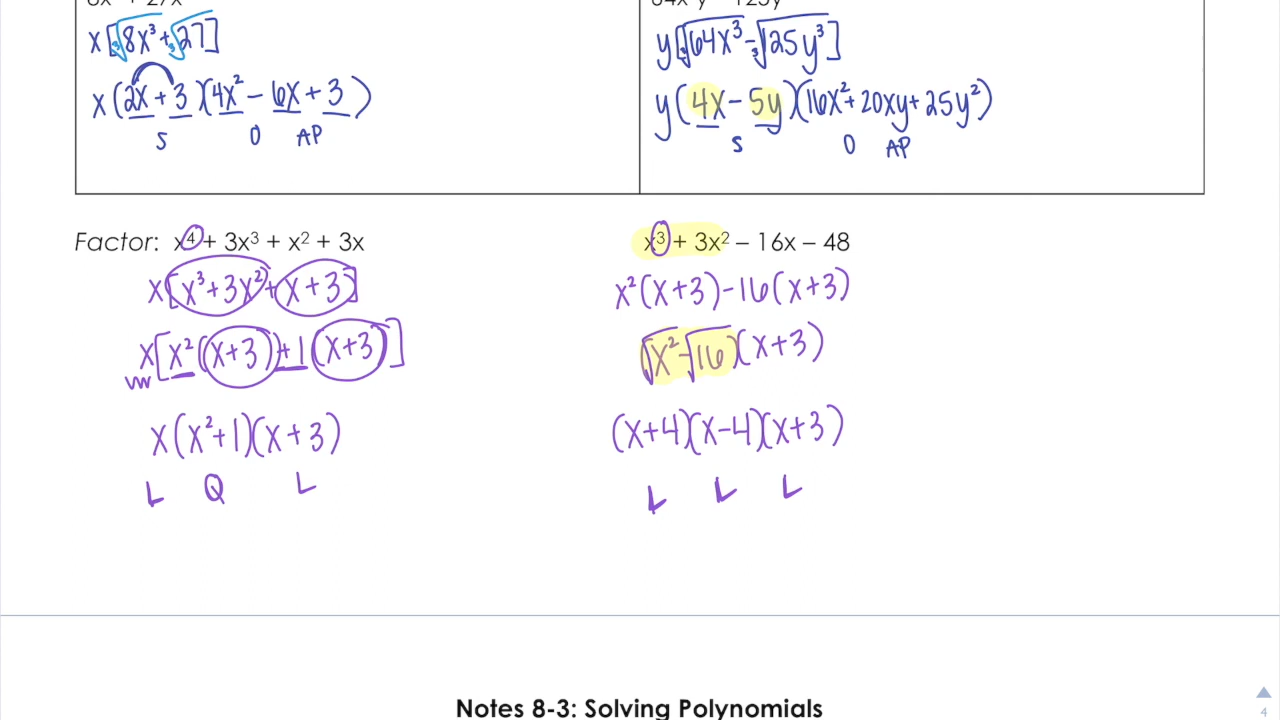 x[∛8x³ + ∛27]
x(2x + 3)(4x² - 6x + 3)
S O AP
y[∛64x³ - ∛125y³]
y(4x - 5y)(16x² + 20xy + 25y²)
S O AP
Factor: x⁴ + 3x³ + x² + 3x
x[x³ + 3x² + x + 3]
x[x²(x+3) + 1(x+3)]
x(x² + 1)(x + 3)
L Q L
x³ + 3x² – 16x – 48
x²(x+3) - 16(x+3)
(√x² - √16)(x+3)
(x+4)(x-4)(x+3)
L L L
Notes 8-3: Solving Polynomials
4